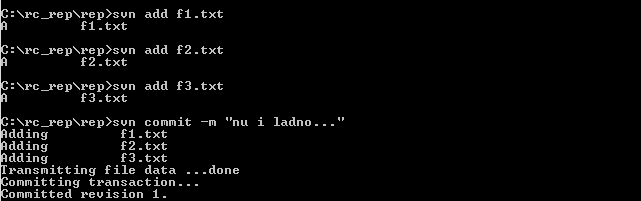 C:\rc_rep\rep>svn add f1.txt
A         f1.txt
C:\rc_rep\rep>svn add f2.txt
A         f2.txt
C:\rc_rep\rep>svn add f3.txt
A         f3.txt
C:\rc_rep\rep>svn commit -m "nu i ladno..."
Adding         f1.txt
Adding         f2.txt
Adding         f3.txt
Transmitting file data ...done
Committing transaction...
Committed revision 1.